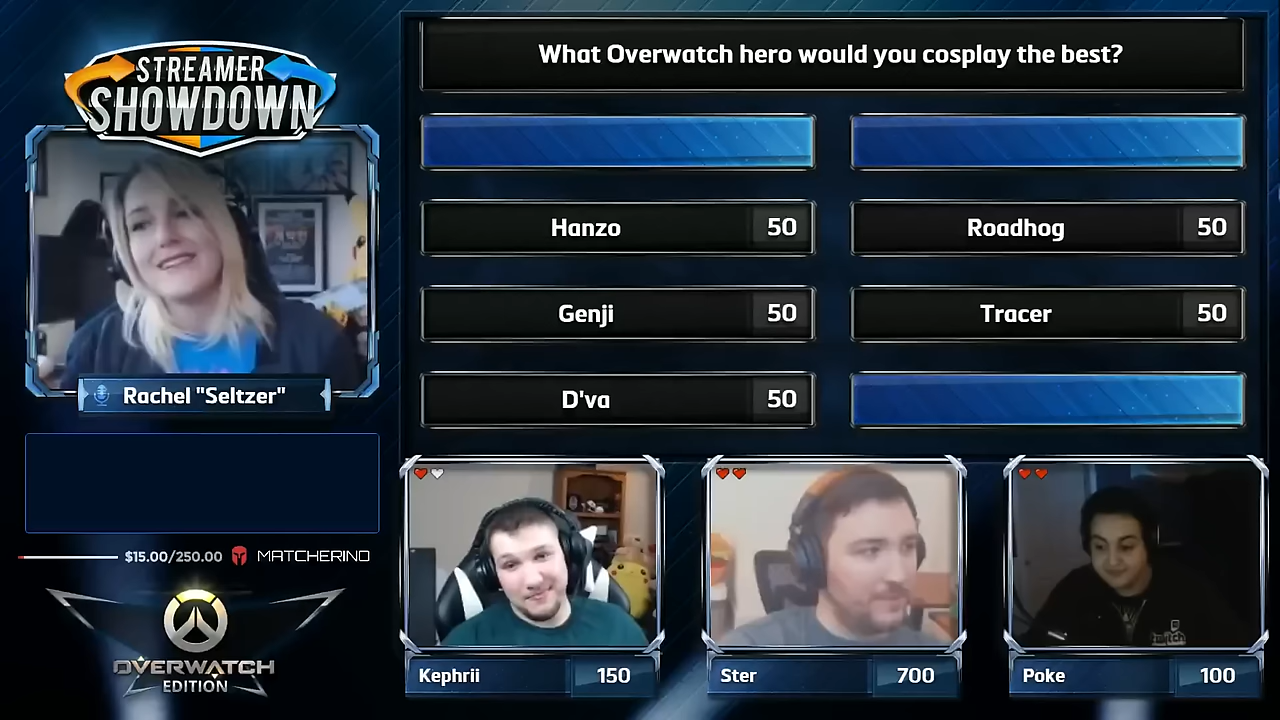 STREAMER
SHOWDOWN
What Overwatch hero would you cosplay the best?
Hanzo 50
Roadhog 50
Genji 50
Tracer 50
D'va 50
Rachel "Seltzer"
$15.00/250.00 MATCHERINO
OVERWATCH
EDITION
twitch
Kephrii 150
Ster 700
Poke 100